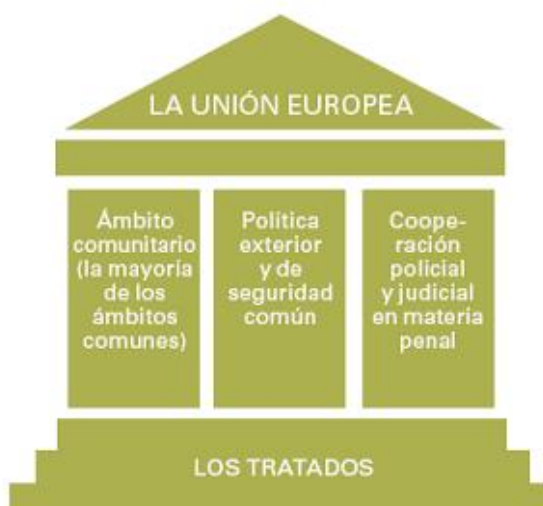 LA UNIÓN EUROPEA
Ámbito
comunitario
(la mayoría
de los
ámbitos
comunes)
Política
exterior
y de
seguridad
común
Coope-
ración
policial
y judicial
en materia
penal
LOS TRATADOS